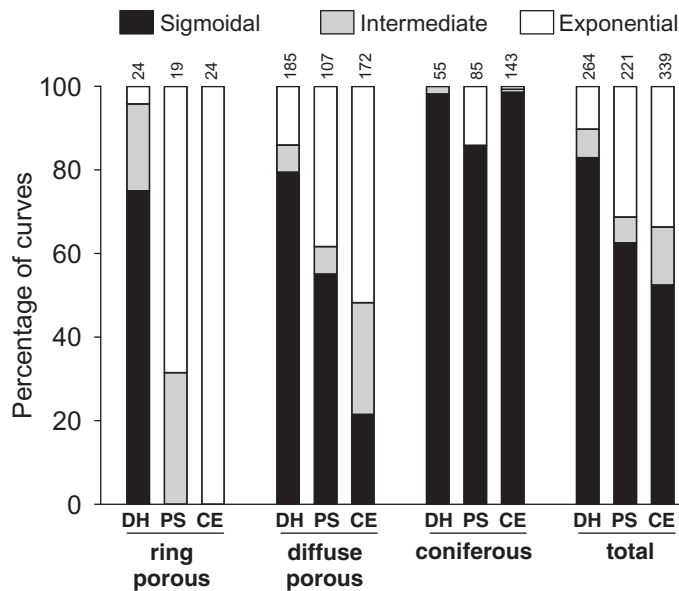 Sigmoidal Intermediate Exponential
24 19 24 185 107 172 55 85 143 264 221 339
Percentage of curves
100
80
60
40
20
0
DH PS CE DH PS CE DH PS CE DH PS CE
ring porous
diffuse porous
coniferous
total